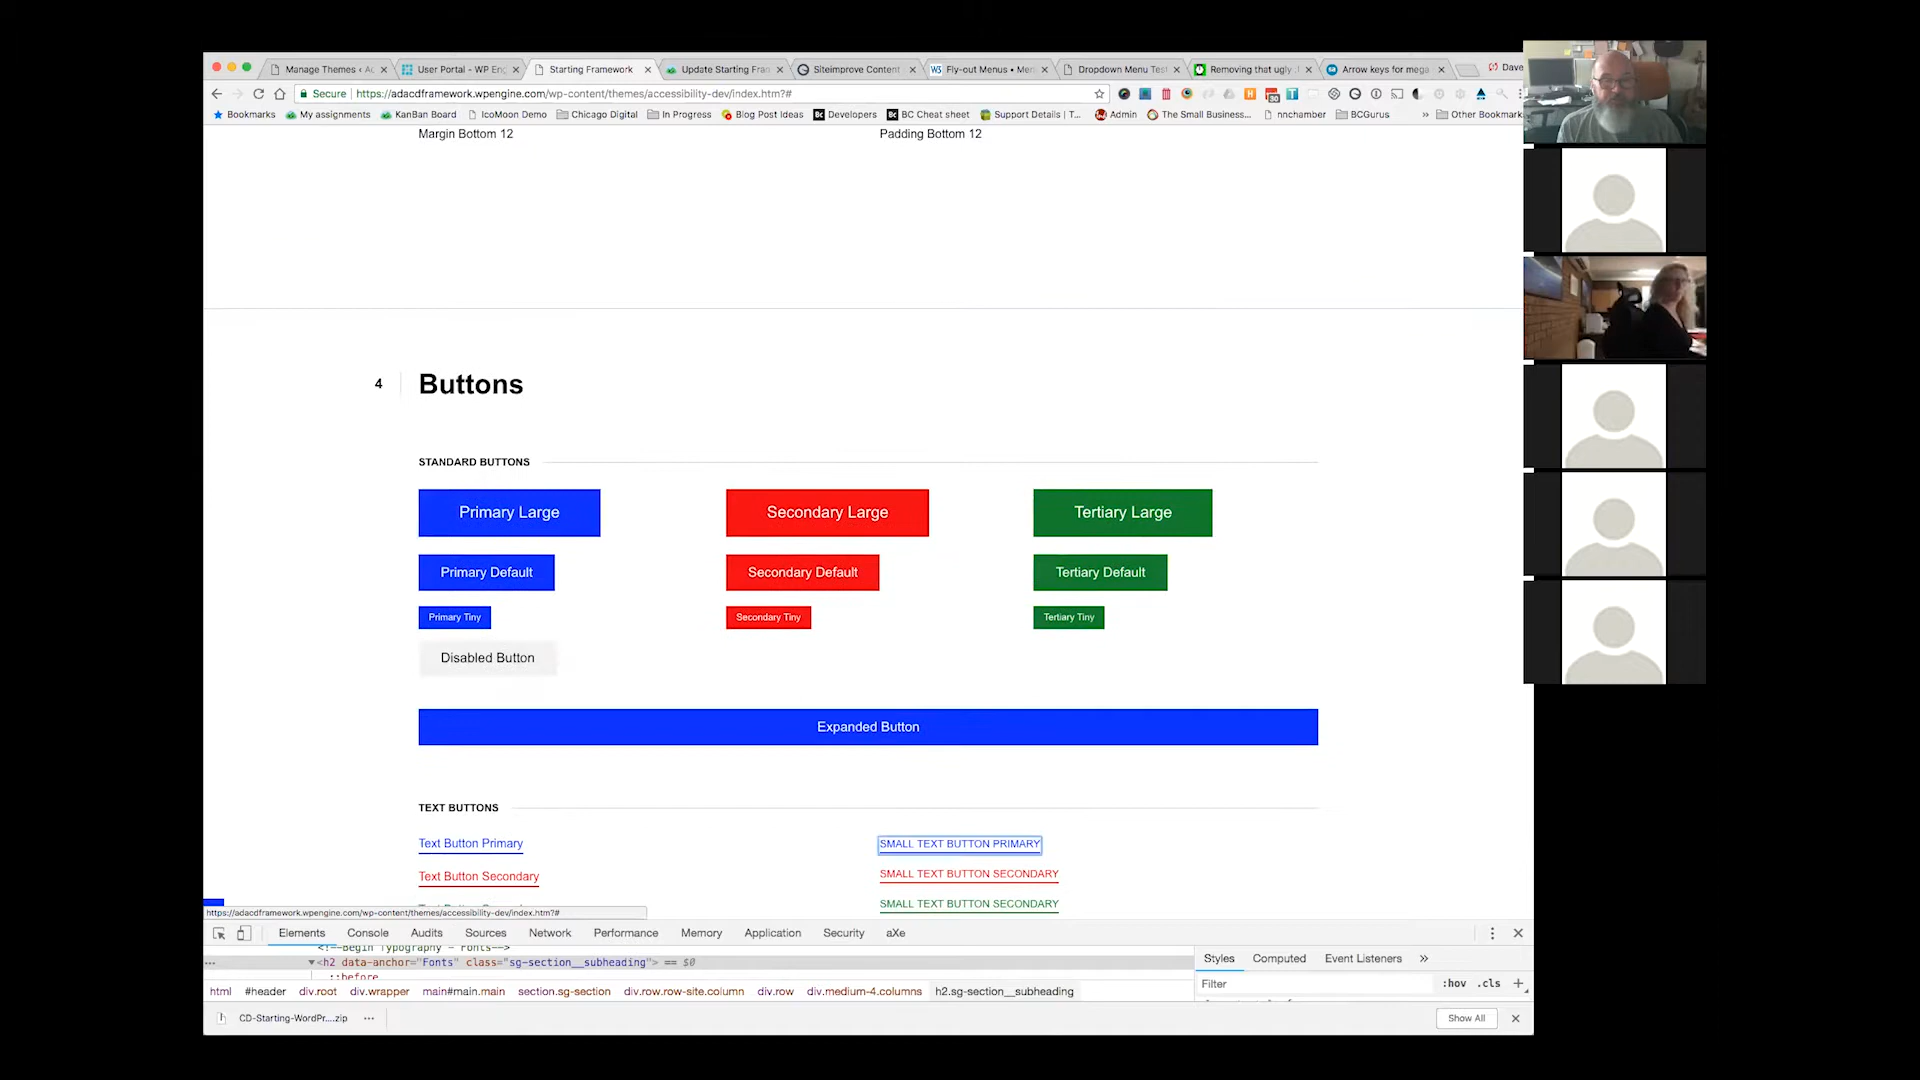 Manage Themes ‹ Ac
User Portal - WP Eng
Starting Framework
Update Starting Fram
Siteimprove Content
Fly-out Menus • Men
Dropdown Menu Test
Removing that ugly :f
Arrow keys for mega
Dave
Secure
https://adacdframework.wpengine.com/wp-content/themes/accessibility-dev/index.htm?#
Bookmarks
My assignments
KanBan Board
IcoMoon Demo
Chicago Digital
In Progress
Blog Post Ideas
Developers
BC Cheat sheet
Support Details | T...
Admin
The Small Business...
nnchamber
BCGurus
»
Other Bookmark
Margin Bottom 12
Padding Bottom 12
4
Buttons
STANDARD BUTTONS
Primary Large
Secondary Large
Tertiary Large
Primary Default
Secondary Default
Tertiary Default
Primary Tiny
Secondary Tiny
Tertiary Tiny
Disabled Button
Expanded Button
TEXT BUTTONS
Text Button Primary
SMALL TEXT BUTTON PRIMARY
Text Button Secondary
SMALL TEXT BUTTON SECONDARY
SMALL TEXT BUTTON SECONDARY
https://adacdframework.wpengine.com/wp-content/themes/accessibility-dev/index.htm?#
Elements
Console
Audits
Sources
Network
Performance
Memory
Application
Security
aXe
<!--Begin Typography - Fonts-->
... ▼<h2 data-anchor="Fonts" class="sg-section__subheading"> == $0
::before
Styles
Computed
Event Listeners
»
Filter
:hov
.cls
+
html
#header
div.root
div.wrapper
main#main.main
section.sg-section
div.row.row-site.column
div.row
div.medium-4.columns
h2.sg-section__subheading
CD-Starting-WordPr....zip
Show All